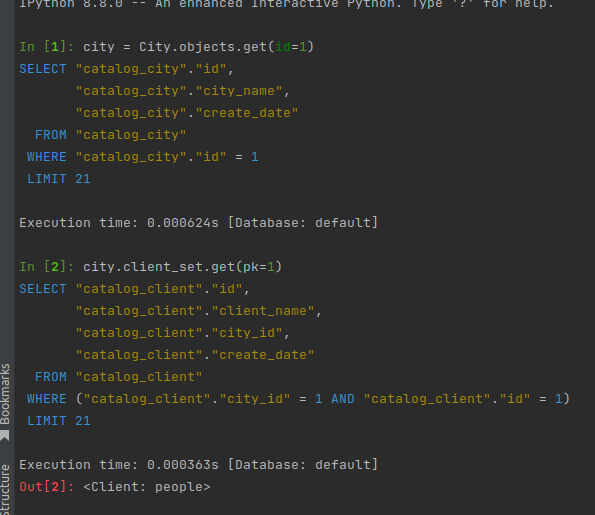 IPython 8.8.0 -- An enhanced Interactive Python. Type '?' for help.
In [1]: city = City.objects.get(id=1)
SELECT "catalog_city"."id",
       "catalog_city"."city_name",
       "catalog_city"."create_date"
  FROM "catalog_city"
 WHERE "catalog_city"."id" = 1
 LIMIT 21
Execution time: 0.000624s [Database: default]
In [2]: city.client_set.get(pk=1)
SELECT "catalog_client"."id",
       "catalog_client"."client_name",
       "catalog_client"."city_id",
       "catalog_client"."create_date"
  FROM "catalog_client"
 WHERE ("catalog_client"."city_id" = 1 AND "catalog_client"."id" = 1)
 LIMIT 21
Execution time: 0.000363s [Database: default]
Out[2]: <Client: people>
Bookmarks
Structure